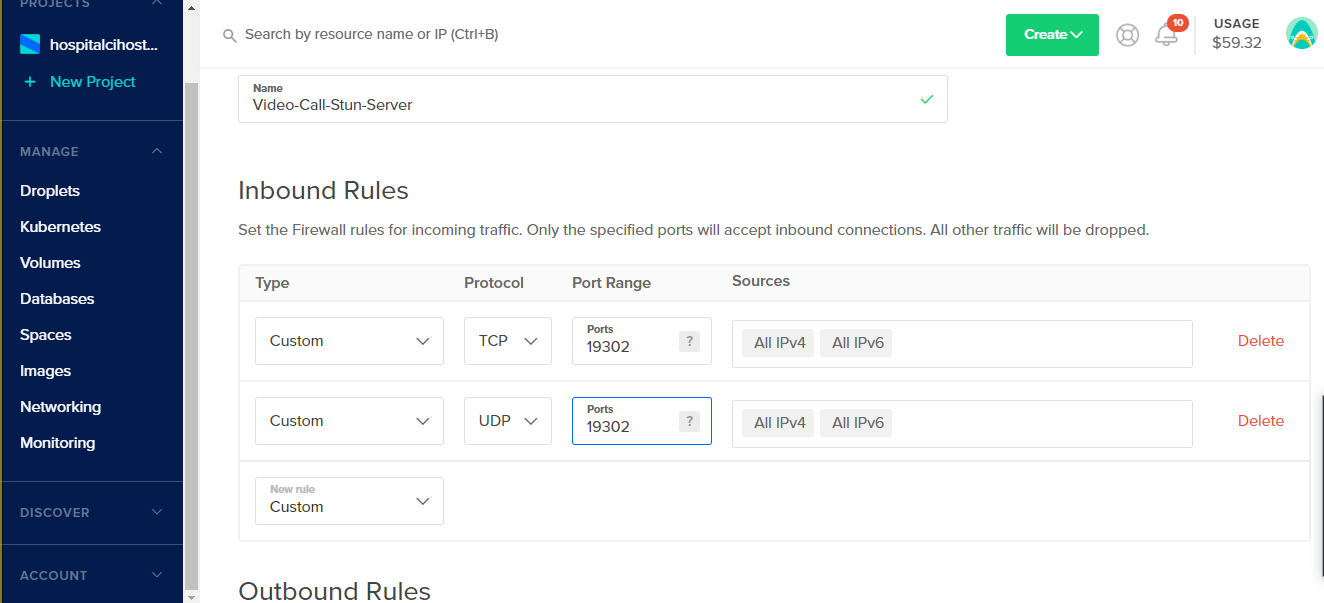 PROJECTS
hospitalcihost...
+ New Project
MANAGE
Droplets
Kubernetes
Volumes
Databases
Spaces
Images
Networking
Monitoring
DISCOVER
ACCOUNT
Search by resource name or IP (Ctrl+B)
Create
10
USAGE
$59.32
Name
Video-Call-Stun-Server
Inbound Rules
Set the Firewall rules for incoming traffic. Only the specified ports will accept inbound connections. All other traffic will be dropped.
Type Protocol Port Range Sources
Custom TCP Ports 19302 ? All IPv4 All IPv6 Delete
Custom UDP Ports 19302 ? All IPv4 All IPv6 Delete
New rule
Custom
Outbound Rules